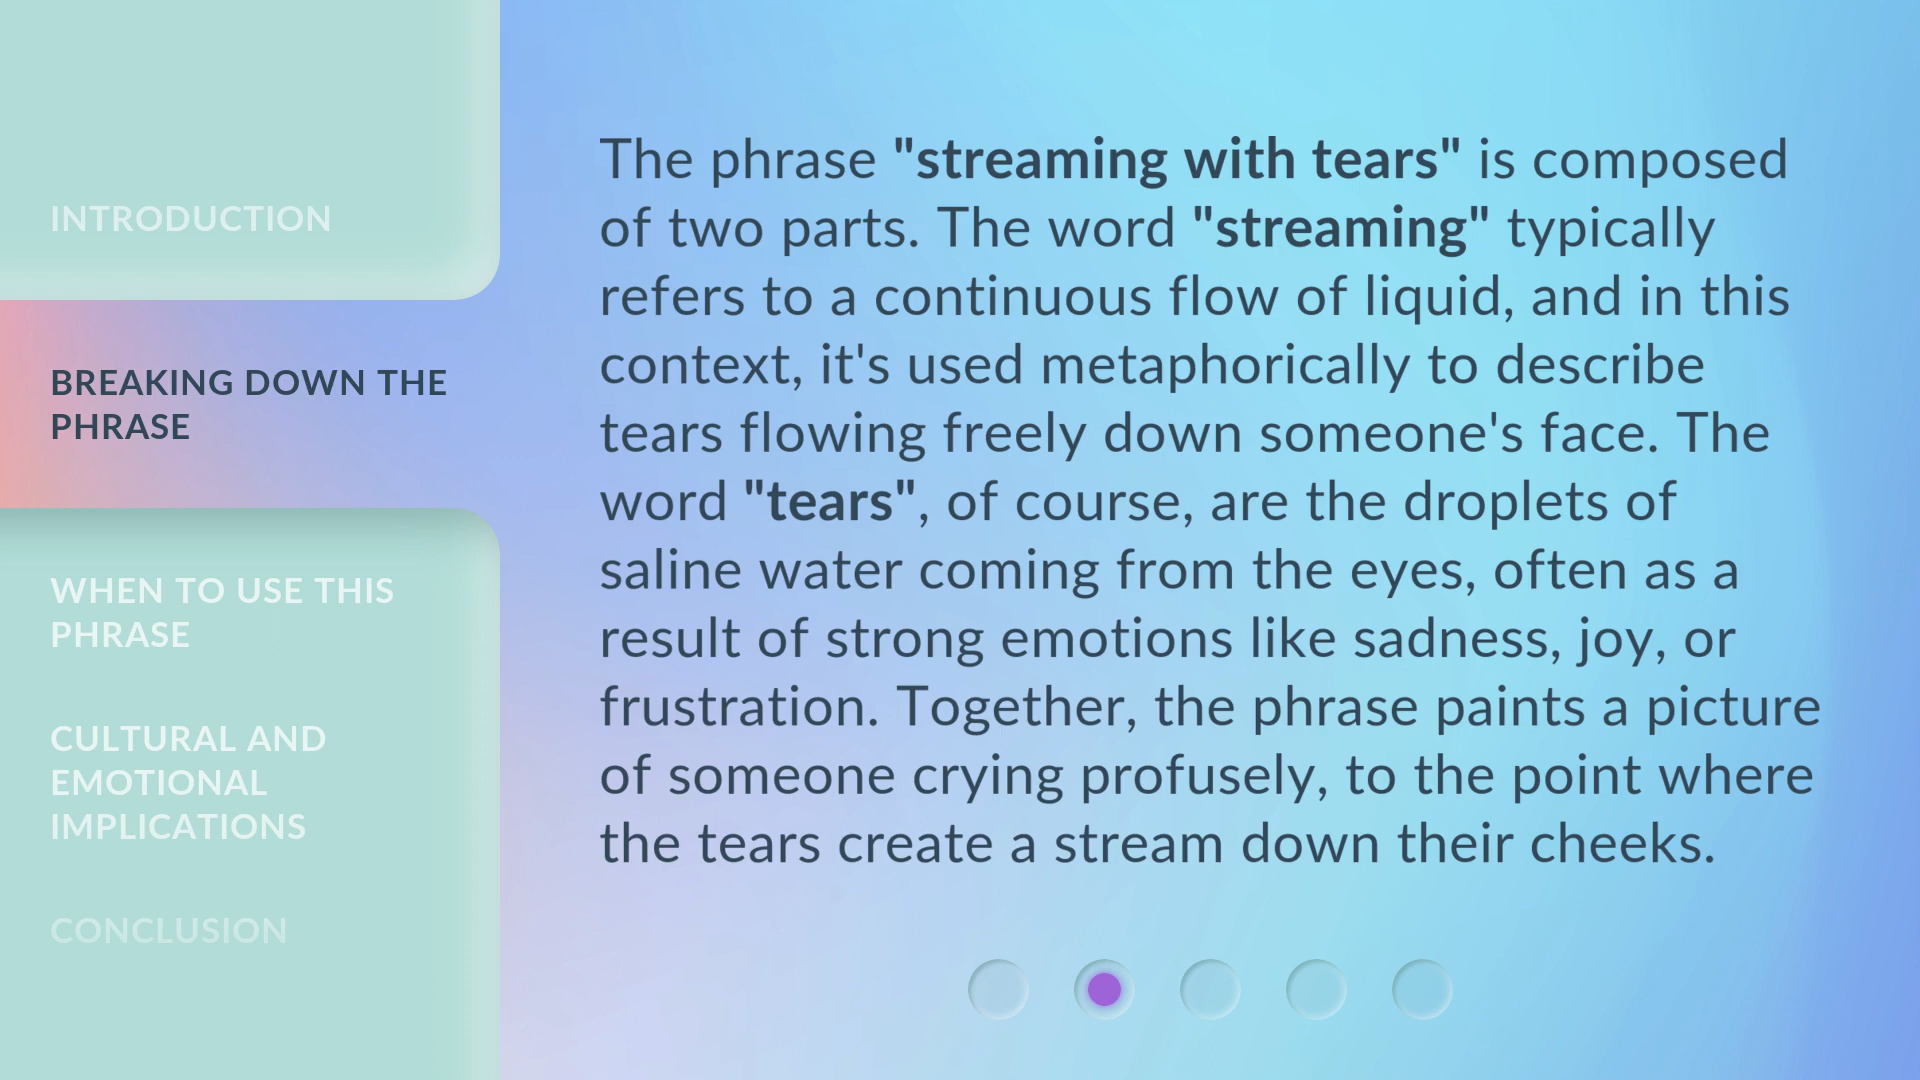 INTRODUCTION
BREAKING DOWN THE
PHRASE
WHEN TO USE THIS
PHRASE
CULTURAL AND
EMOTIONAL
IMPLICATIONS
CONCLUSION
The phrase "streaming with tears" is composed
of two parts. The word "streaming" typically
refers to a continuous flow of liquid, and in this
context, it's used metaphorically to describe
tears flowing freely down someone's face. The
word "tears", of course, are the droplets of
saline water coming from the eyes, often as a
result of strong emotions like sadness, joy, or
frustration. Together, the phrase paints a picture
of someone crying profusely, to the point where
the tears create a stream down their cheeks.